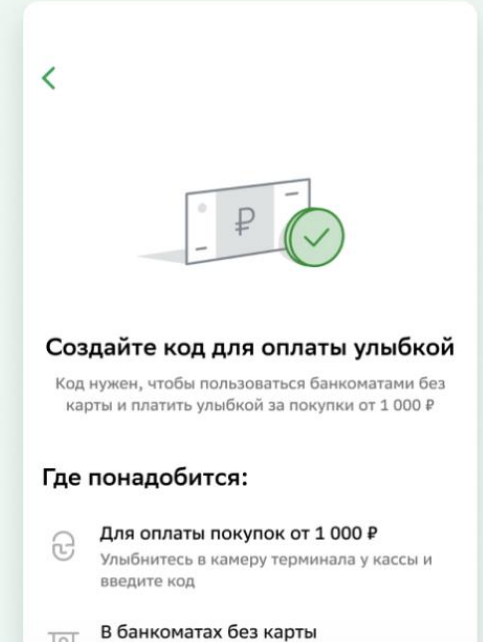 ₽
Создайте код для оплаты улыбкой
Код нужен, чтобы пользоваться банкоматами без
карты и платить улыбкой за покупки от 1 000 ₽
Где понадобится:
Для оплаты покупок от 1 000 ₽
Улыбнитесь в камеру терминала у кассы и
введите код
В банкоматах без карты